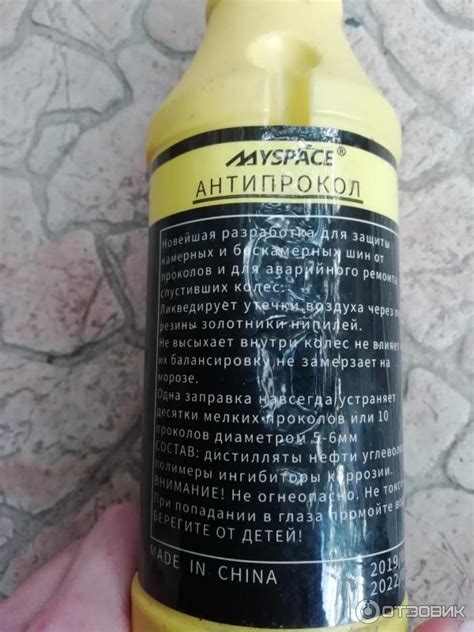 MYSPACE®
АНТИПРОКОЛ
Новейшая разработка для защиты
камерных и бескамерных шин от
проколов и для аварийного ремонта
спустивших колес:
Ликведирует утечки воздуха через
резины золотники нипилей.
Не высыхает внутри колес не влияет
их балансировку не замерзает на
морозе.
Одна заправка навсегда устраняет
десятки мелких проколов или 10
проколов диаметром 5-6мм
СОСТАВ: дистилляты нефти
полимеры ингибиторы коррозии.
ВНИМАНИЕ! Не огнеопасно. Не
При попадании в глаза промойте
БЕРЕГИТЕ ОТ ДЕТЕЙ!
MADE IN CHINA
2019
2022
ОТЗОВИК